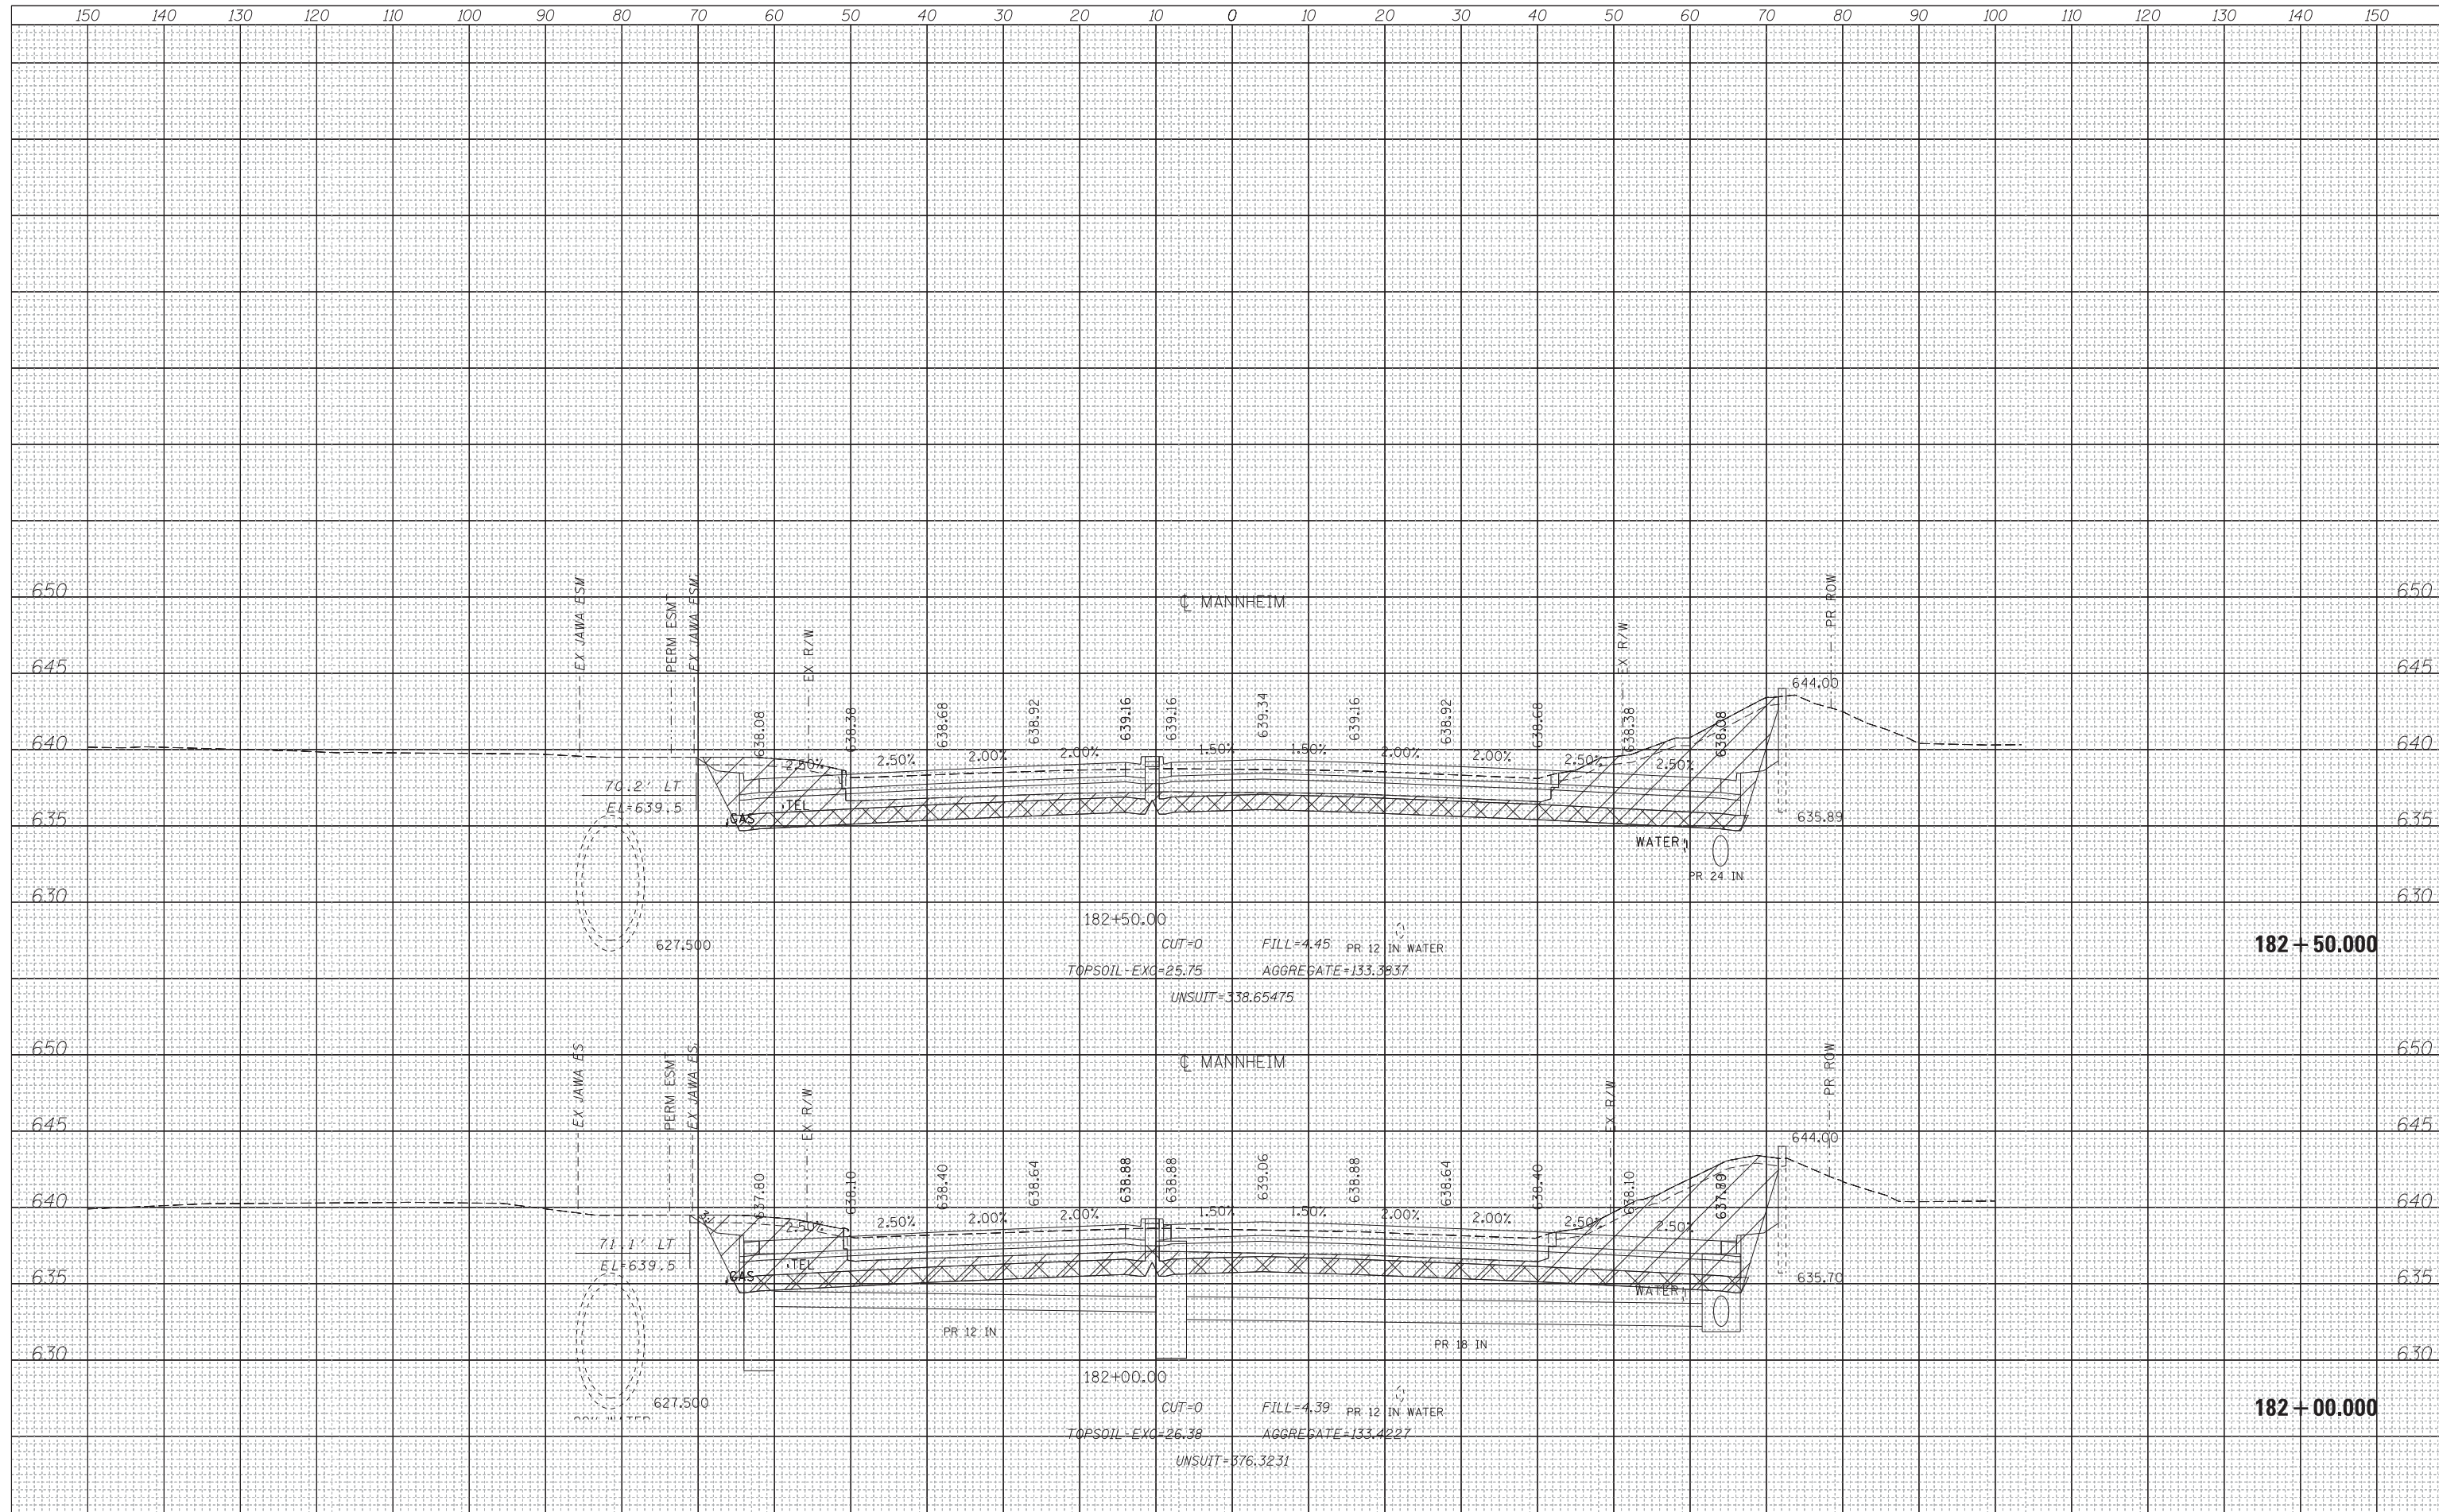 150 140 130 120 110 100 90 80 70 60 50 40 30 20 10 0 10 20 30 40 50 60 70 80 90 100 110 120 130 140 150
650 650
EX JAWA ESM
PERM ESMT
EX JAWA ESM
EX R/W
℄ MANNHEIM
EX R/W
PR ROW
645 645
644.00
638.08 638.38 638.68 638.92 639.16 639.16 639.34 639.16 638.92 638.68 638.38 638.08
640 640
2.50% 2.50% 2.00% 2.00% 1.50% 1.50% 2.00% 2.00% 2.50% 2.50%
70.2' LT
EL=639.5
TEL
GAS
635 635
635.89
WATER
PR 24 IN
630 630
182+50.00
627.500
CUT=0 FILL=4.45 PR 12 IN WATER
182+50.000
TOPSOIL-EXC=25.75 AGGREGATE=133.3837
UNSUIT=338.65475
650 650
EX JAWA ES
PERM ESMT
EX JAWA ES
EX R/W
℄ MANNHEIM
EX R/W
PR ROW
645 645
644.00
637.80 638.10 638.40 638.64 638.88 638.88 639.06 638.88 638.64 638.40 638.10 637.80
640 640
2.50% 2.50% 2.00% 2.00% 1.50% 1.50% 2.00% 2.00% 2.50% 2.50%
71.1' LT
EL=639.5
TEL
GAS
635 635
635.70
WATER
PR 12 IN
PR 18 IN
630 630
182+00.00
627.500
CUT=0 FILL=4.39 PR 12 IN WATER
182+00.000
TOPSOIL-EXC=26.38 AGGREGATE=133.4227
UNSUIT=376.3231